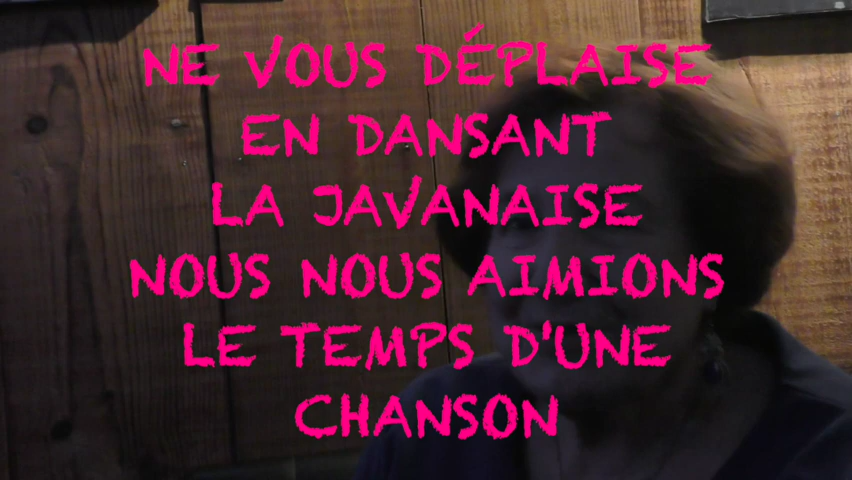 NE VOUS DÉPLAISE
EN DANSANT
LA JAVANAISE
NOUS NOUS AIMIONS
LE TEMPS D'UNE
CHANSON